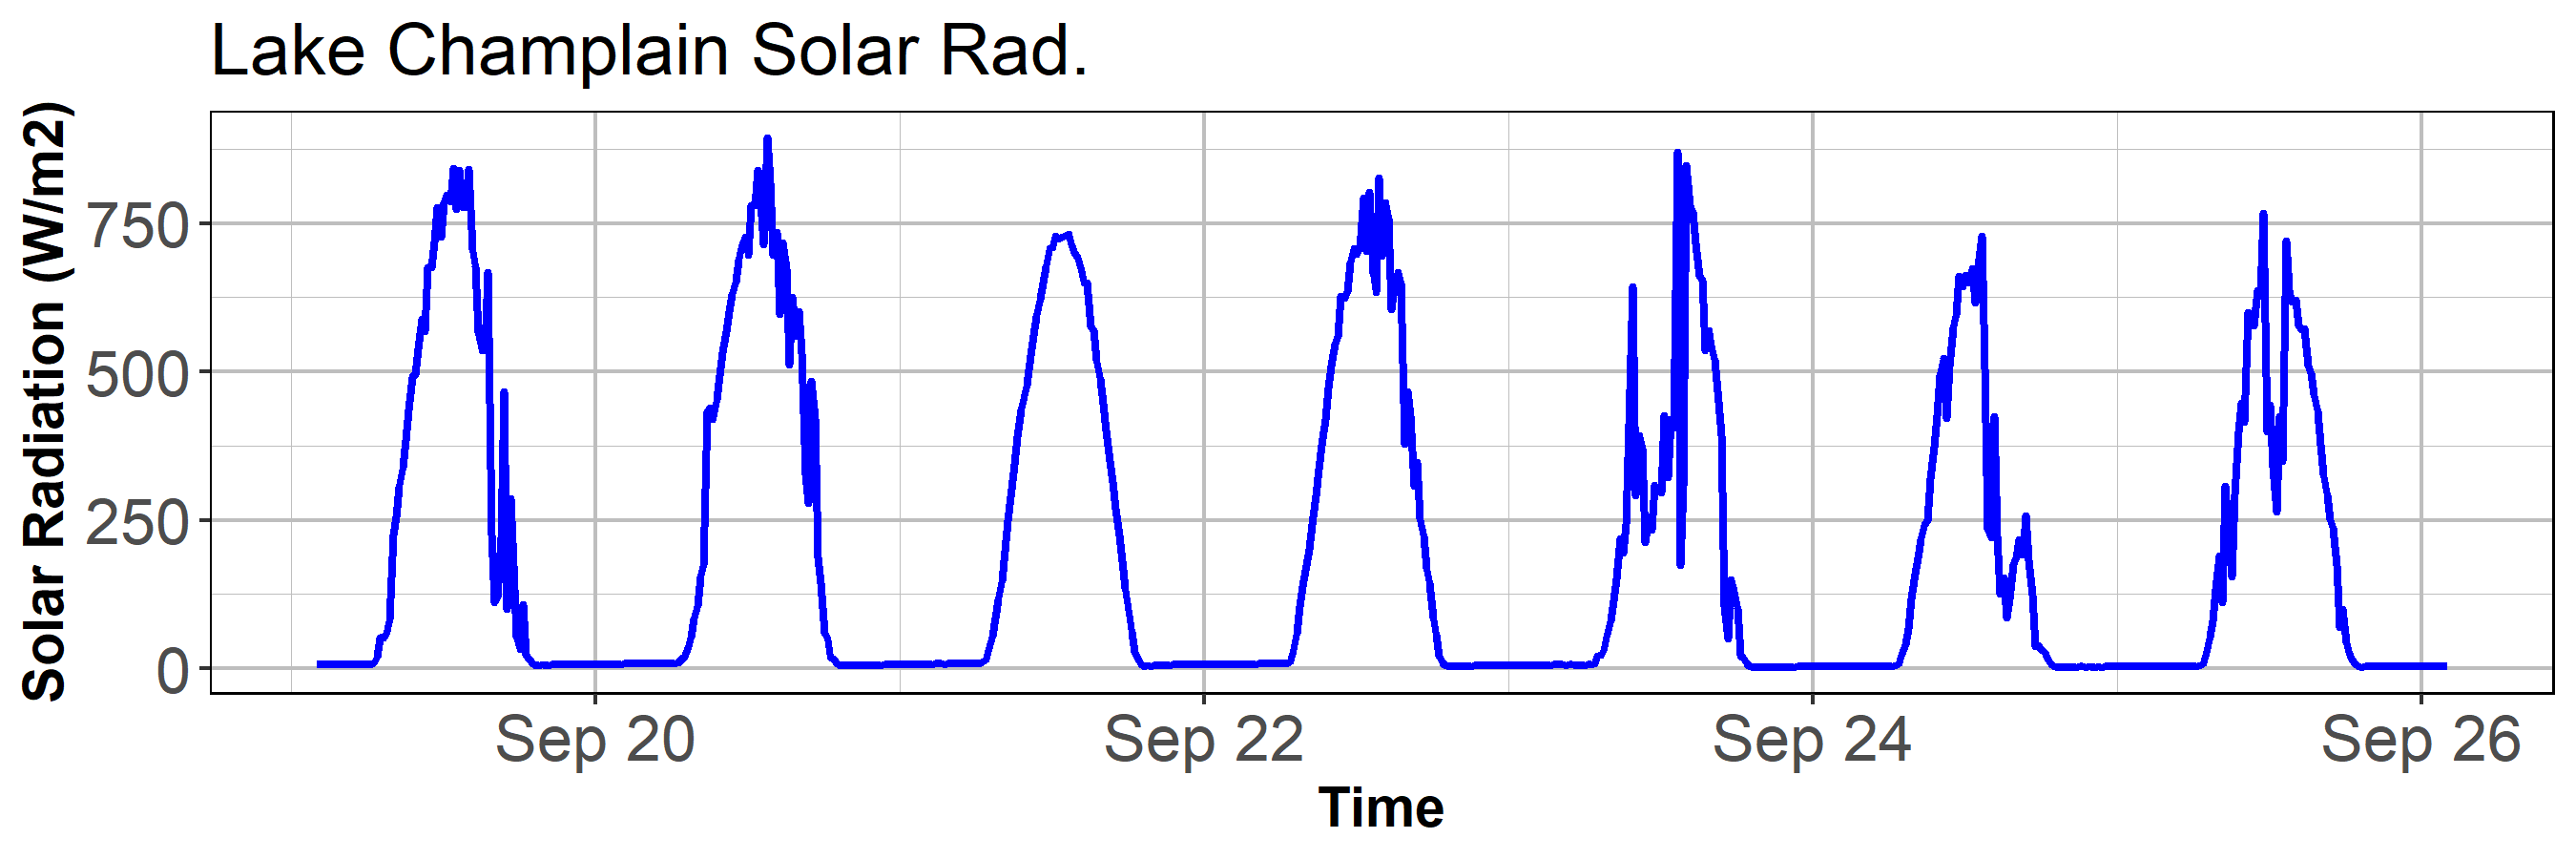 Lake Champlain Solar Rad.
Solar Radiation (W/m2)
750
500
250
0
Sep 20
Sep 22
Sep 24
Sep 26
Time